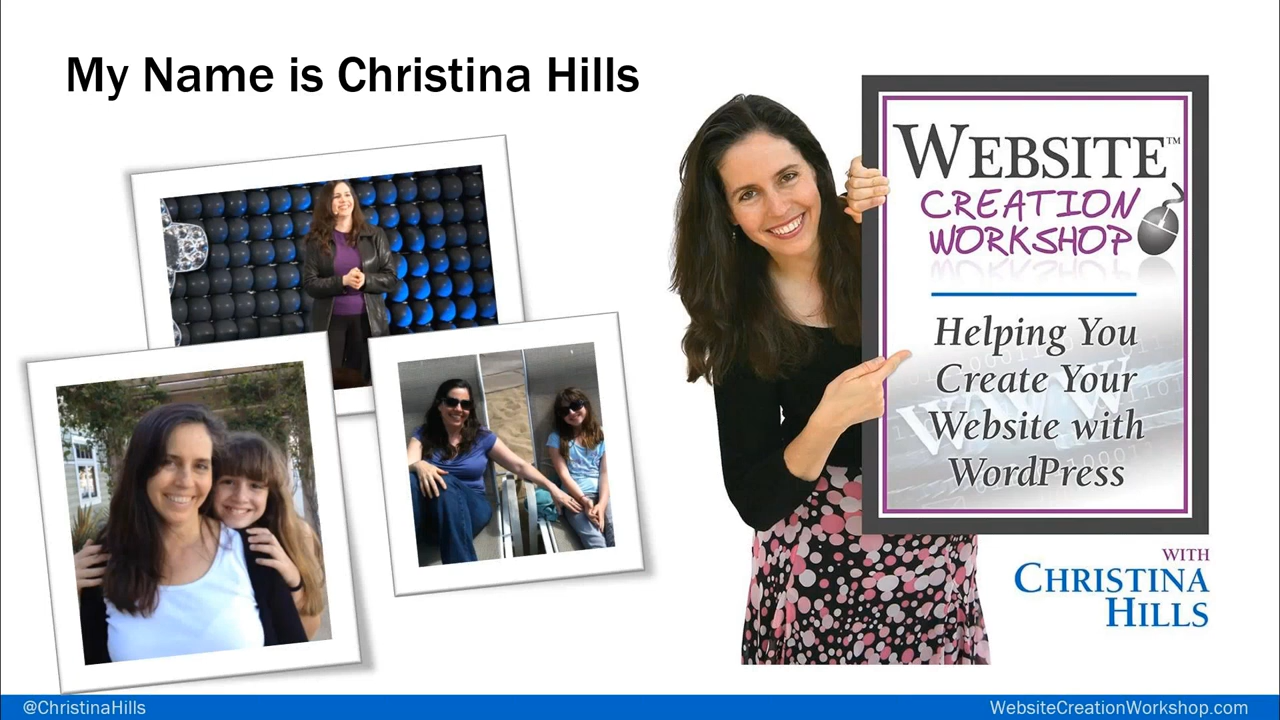 My Name is Christina Hills
WEBSITE™
CREATION
WORKSHOP
Helping You
Create Your
Website with
WordPress
WITH
CHRISTINA
HILLS
@ChristinaHills
WebsiteCreationWorkshop.com